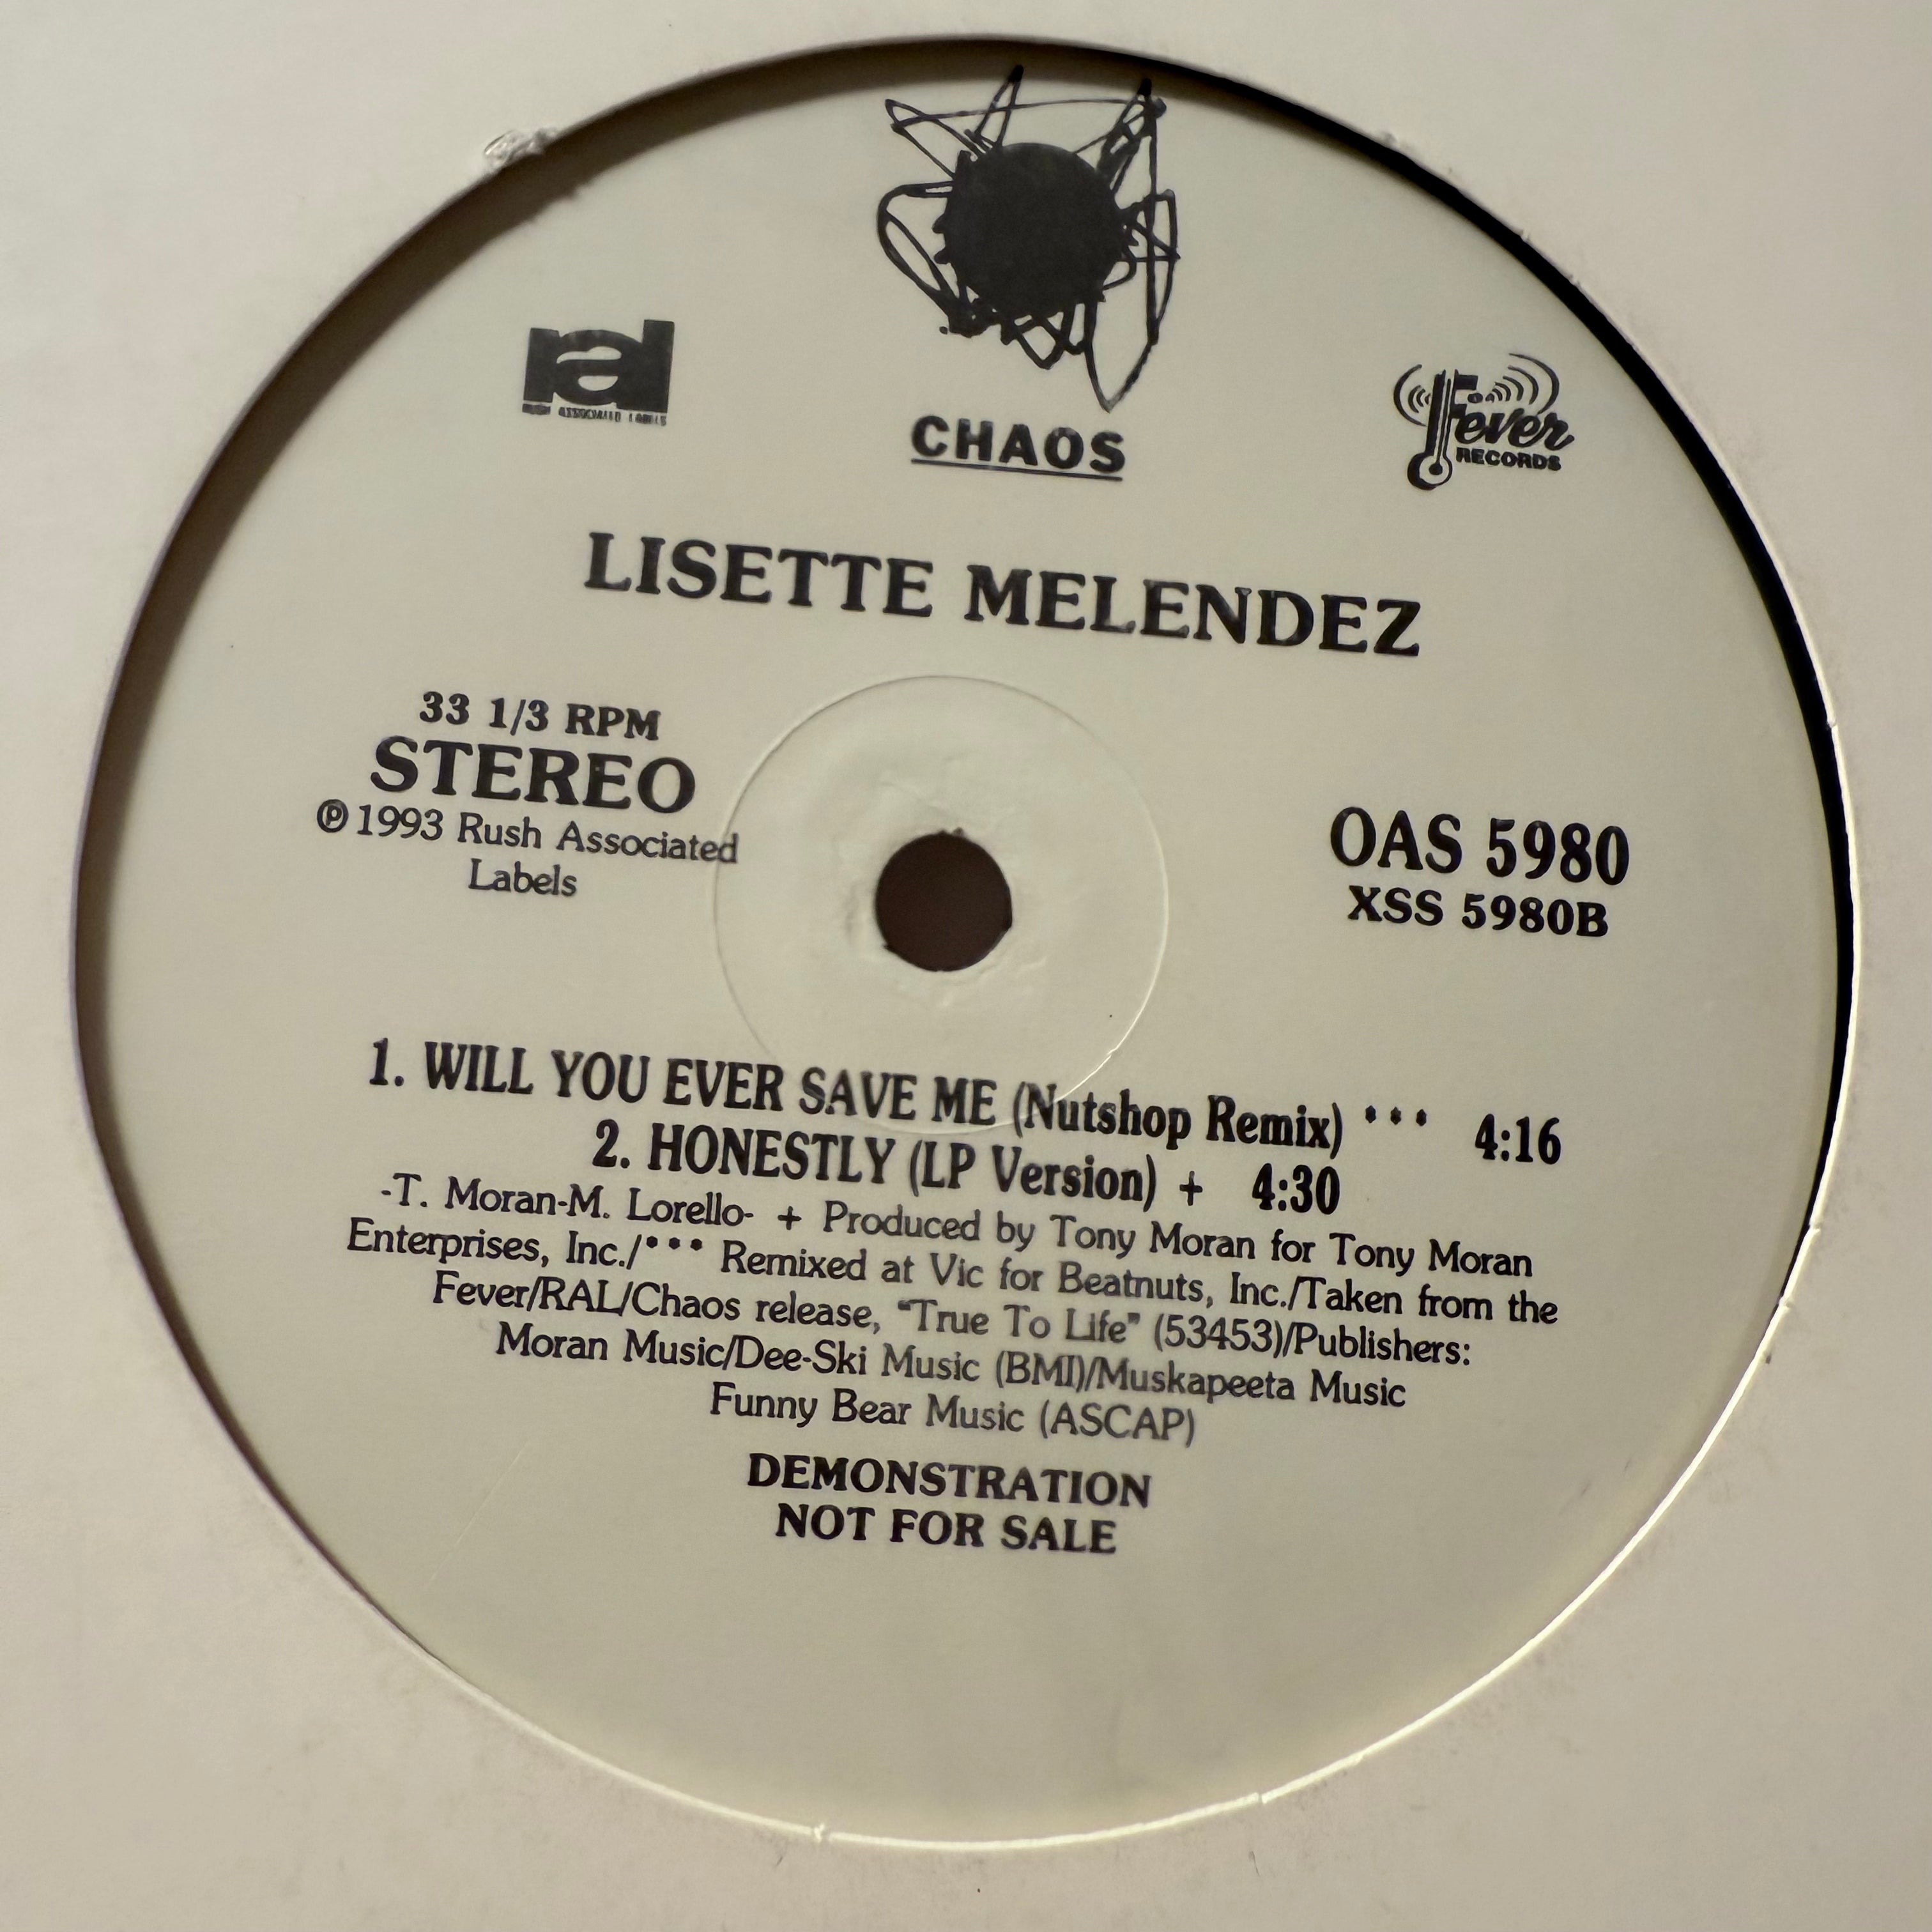 ral
RUSH ASSOCIATED LABELS
CHAOS
Fever
RECORDS
LISETTE MELENDEZ
33 1/3 RPM
STEREO
℗ 1993 Rush Associated
Labels
OAS 5980
XSS 5980B
1. WILL YOU EVER SAVE ME (Nutshop Remix) *** 4:16
2. HONESTLY (LP Version) + 4:30
-T. Moran-M. Lorello- + Produced by Tony Moran for Tony Moran
Enterprises, Inc./*** Remixed at Vic for Beatnuts, Inc./Taken from the
Fever/RAL/Chaos release, "True To Life" (53453)/Publishers:
Moran Music/Dee-Ski Music (BMI)/Muskapeeta Music
Funny Bear Music (ASCAP)
DEMONSTRATION
NOT FOR SALE